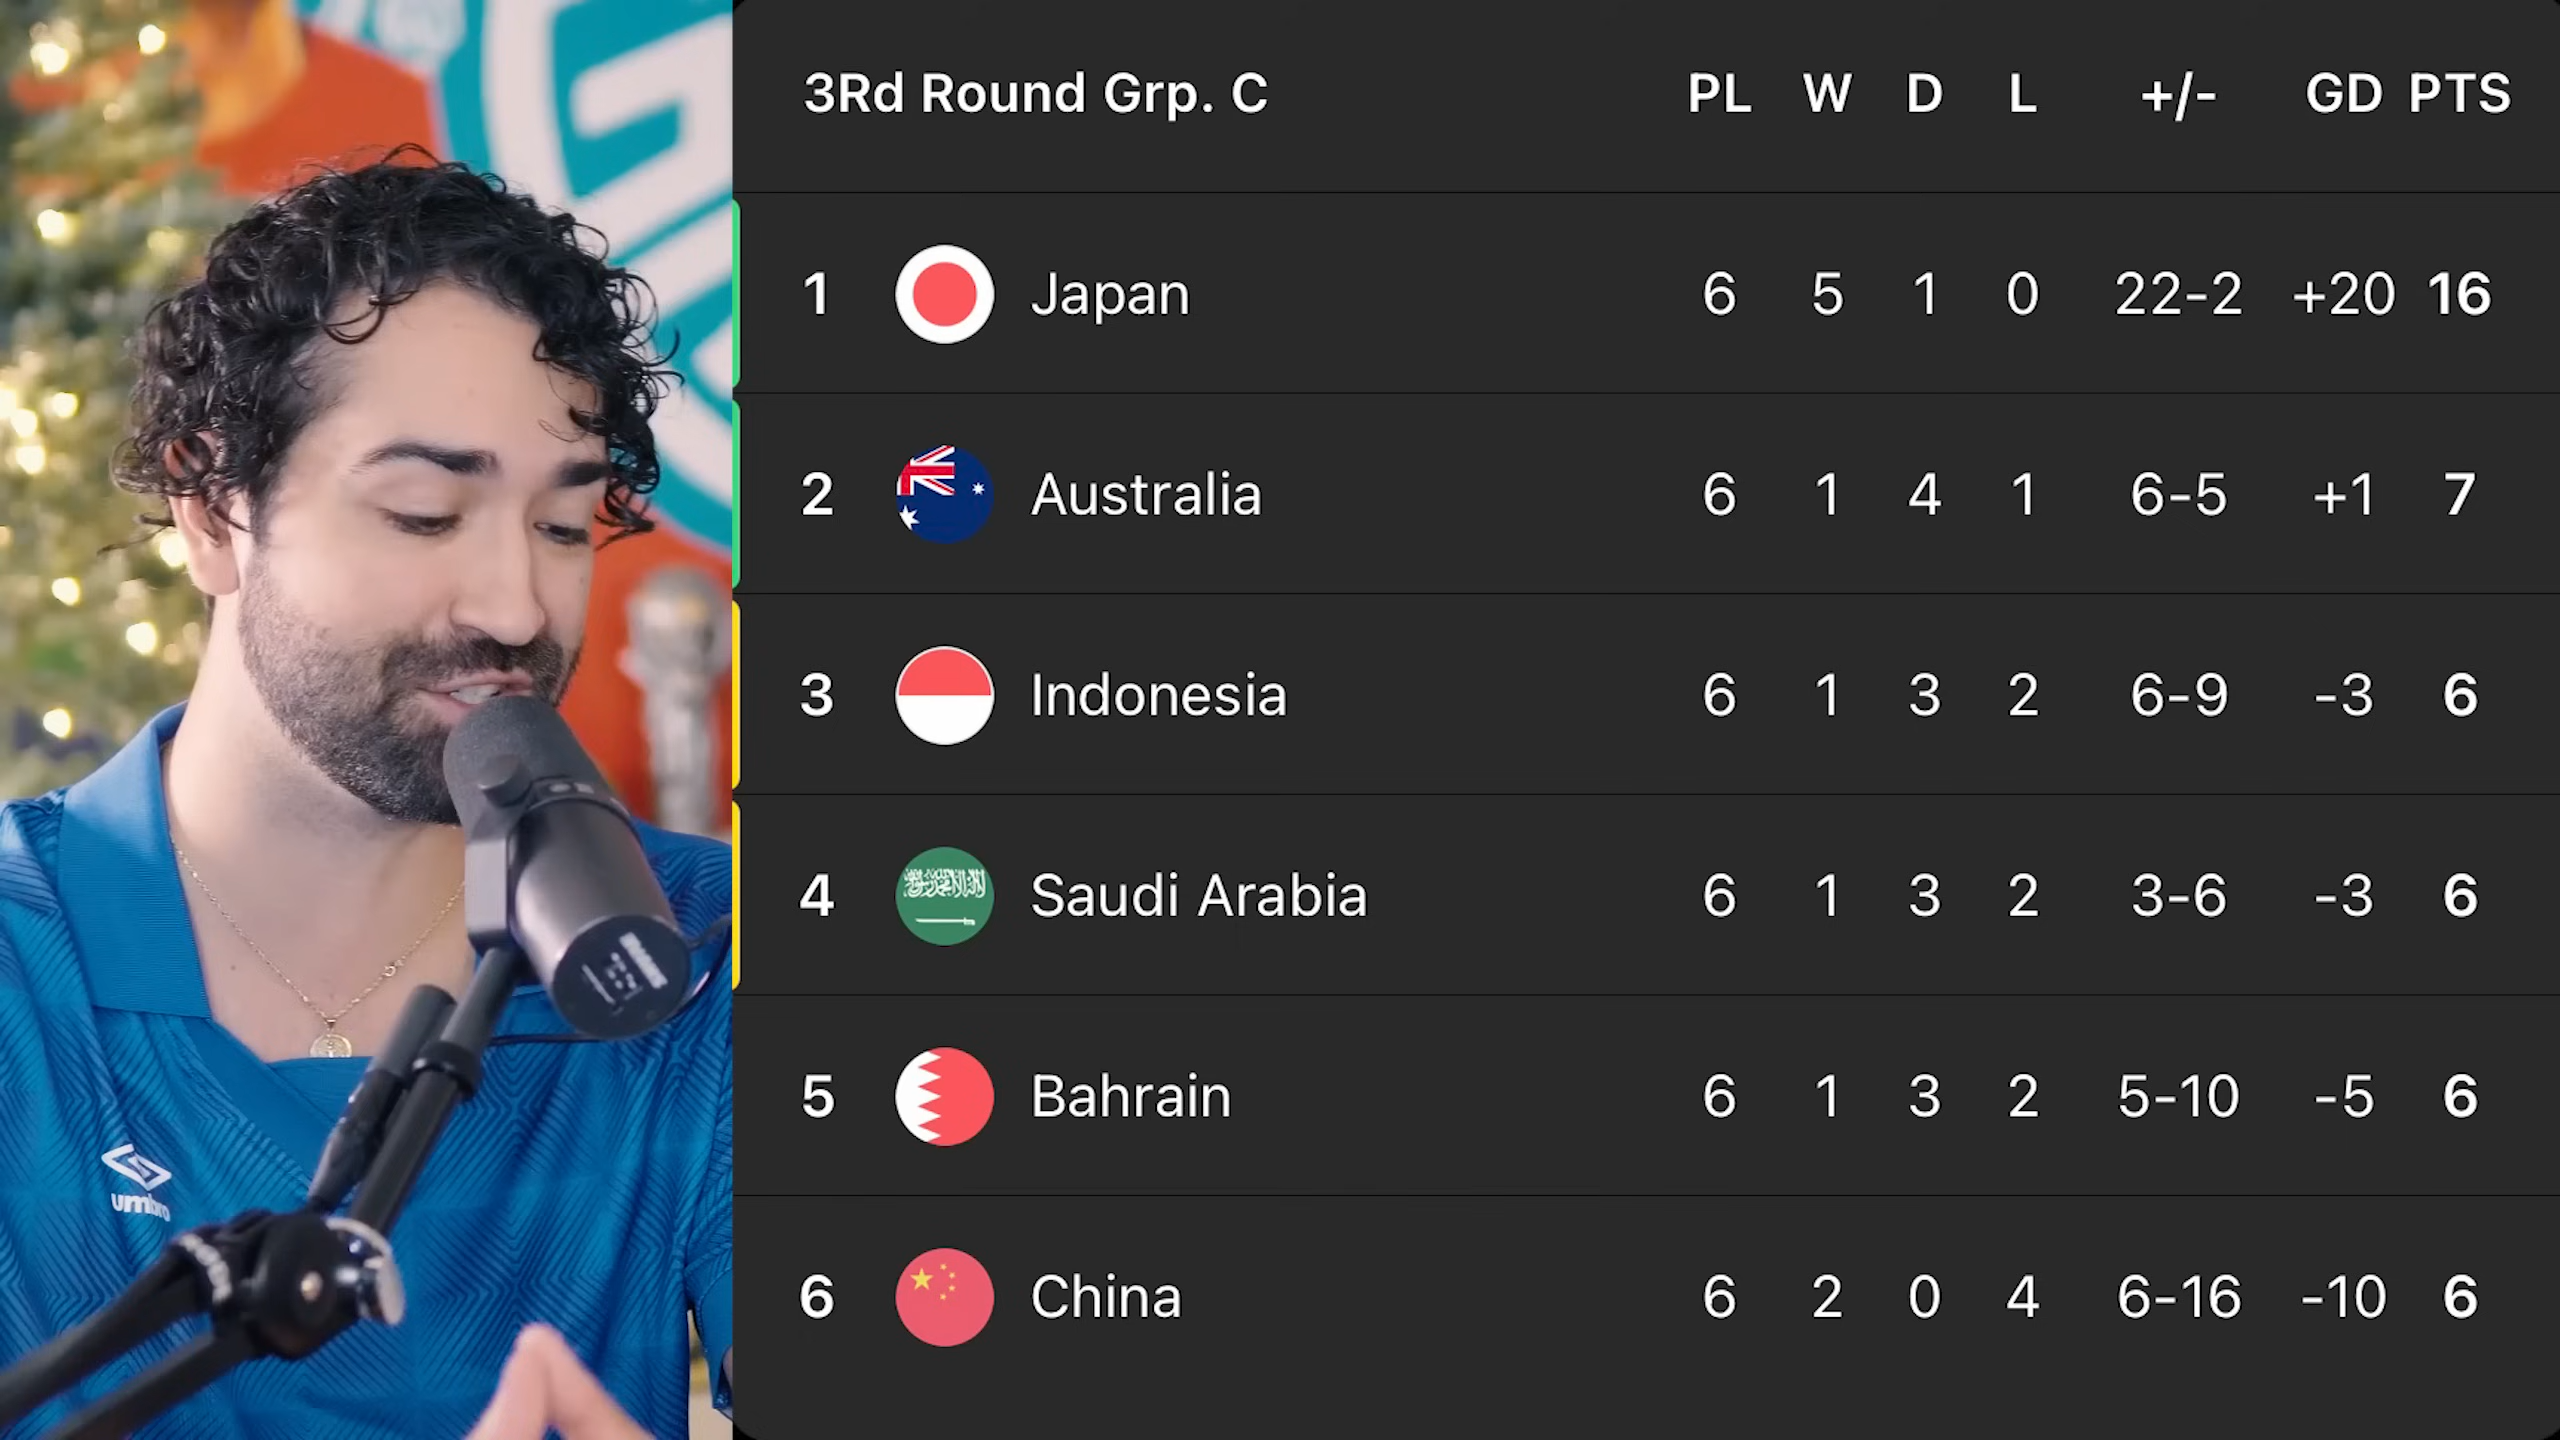 3Rd Round Grp. C PL W D L +/- GD PTS
1 Japan 6 5 1 0 22-2 +20 16
2 Australia 6 1 4 1 6-5 +1 7
3 Indonesia 6 1 3 2 6-9 -3 6
4 Saudi Arabia 6 1 3 2 3-6 -3 6
5 Bahrain 6 1 3 2 5-10 -5 6
6 China 6 2 0 4 6-16 -10 6
umbro